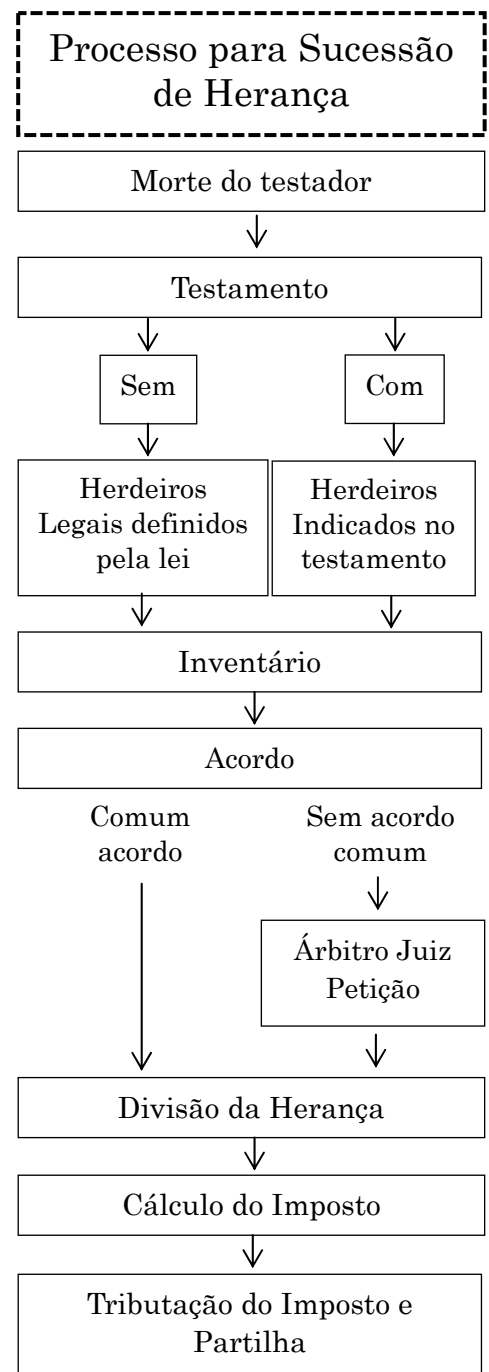 Processo para Sucessão
de Herança
Morte do testador
Testamento
Sem
Com
Herdeiros
Legais definidos
pela lei
Herdeiros
Indicados no
testamento
Inventário
Acordo
Comum
acordo
Sem acordo
comum
Árbitro Juiz
Petição
Divisão da Herança
Cálculo do Imposto
Tributação do Imposto e
Partilha